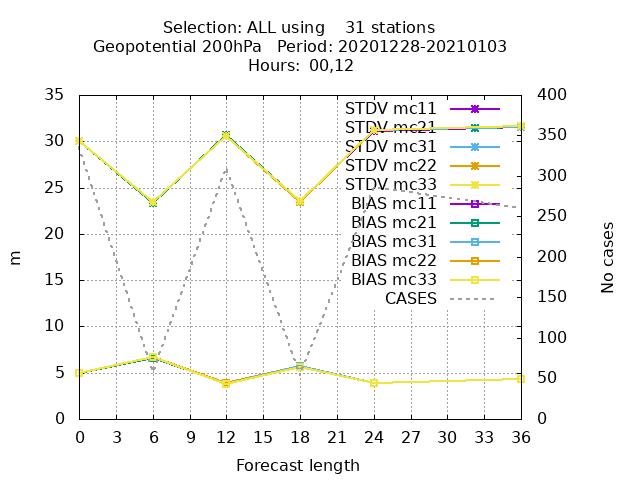 Selection: ALL using    31 stations
Geopotential 200hPa   Period: 20201228-20210103
Hours: 00,12
35
30
25
20
15
10
5
0
m
400
350
300
250
200
150
100
50
0
No cases
STDV mc11
STDV mc21
STDV mc31
STDV mc22
STDV mc33
BIAS mc11
BIAS mc21
BIAS mc31
BIAS mc22
BIAS mc33
CASES
0 3 6 9 12 15 18 21 24 27 30 33 36
Forecast length